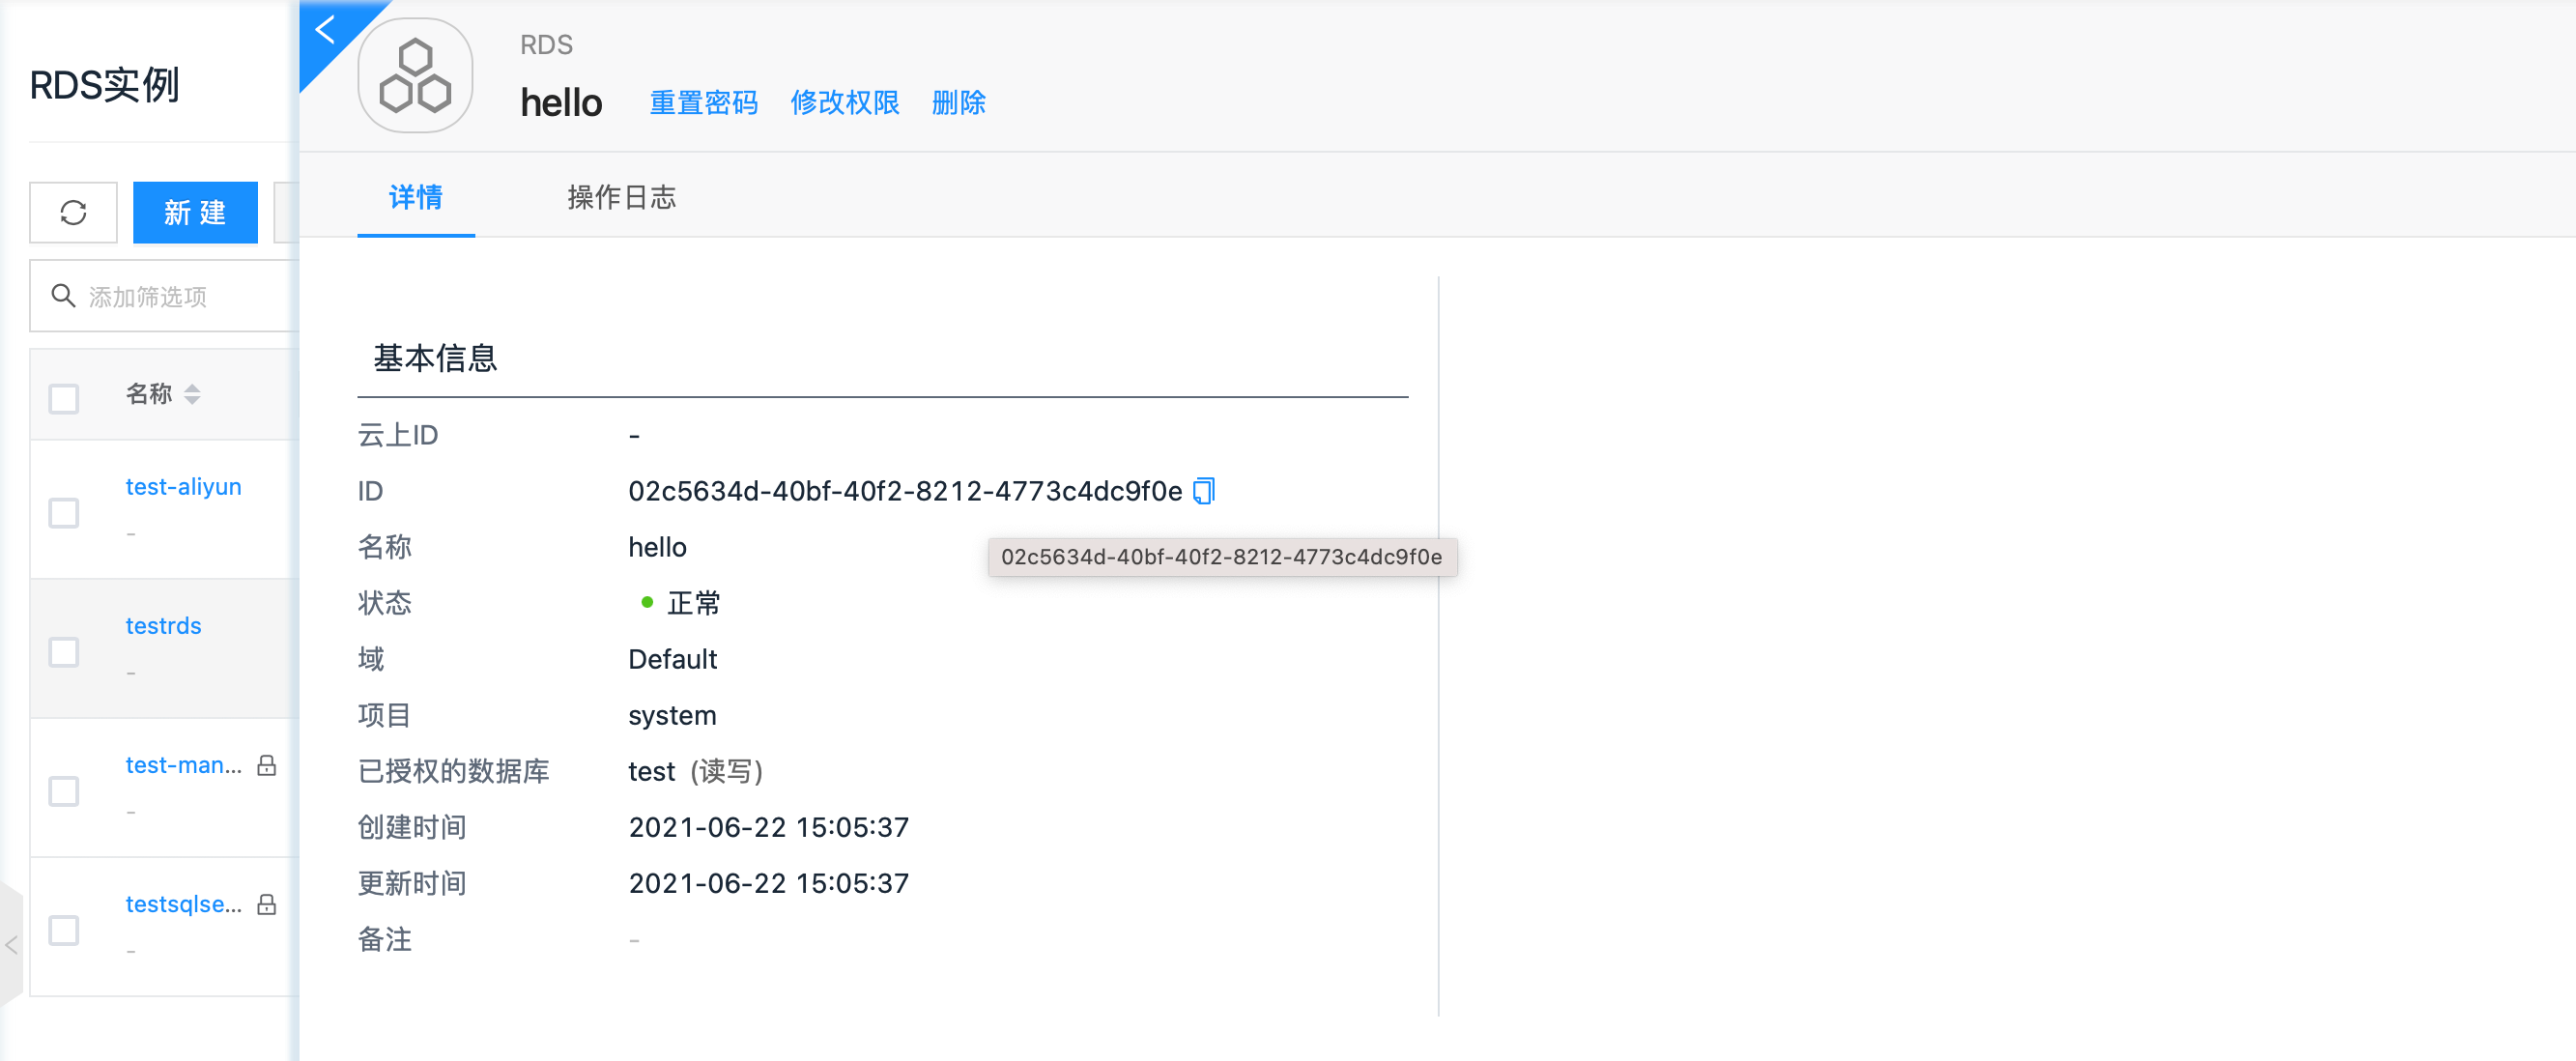 RDS实例
新 建
添加筛选项
名称
test-aliyun
-
testrds
-
test-man...
-
testsqlse...
-
RDS
hello 重置密码 修改权限 删除
详情 操作日志
基本信息
云上ID -
ID 02c5634d-40bf-40f2-8212-4773c4dc9f0e
名称 hello
02c5634d-40bf-40f2-8212-4773c4dc9f0e
状态 正常
域 Default
项目 system
已授权的数据库 test (读写)
创建时间 2021-06-22 15:05:37
更新时间 2021-06-22 15:05:37
备注 -